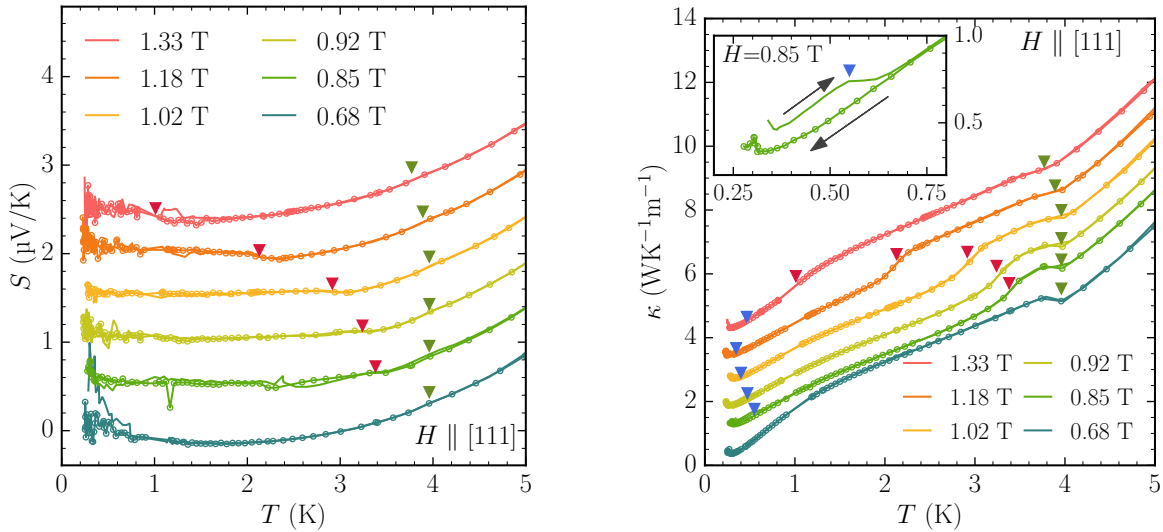 1.33 T
0.92 T
1.18 T
0.85 T
1.02 T
0.68 T
4
3
2
1
0
S (µV/K)
H ∥ [111]
0 1 2 3 4 5
T (K)
14
12
10
8
6
4
2
0
κ (WK−1m−1)
H=0.85 T
1.0
0.5
0.25 0.50 0.75
H ∥ [111]
1.33 T
0.92 T
1.18 T
0.85 T
1.02 T
0.68 T
0 1 2 3 4 5
T (K)